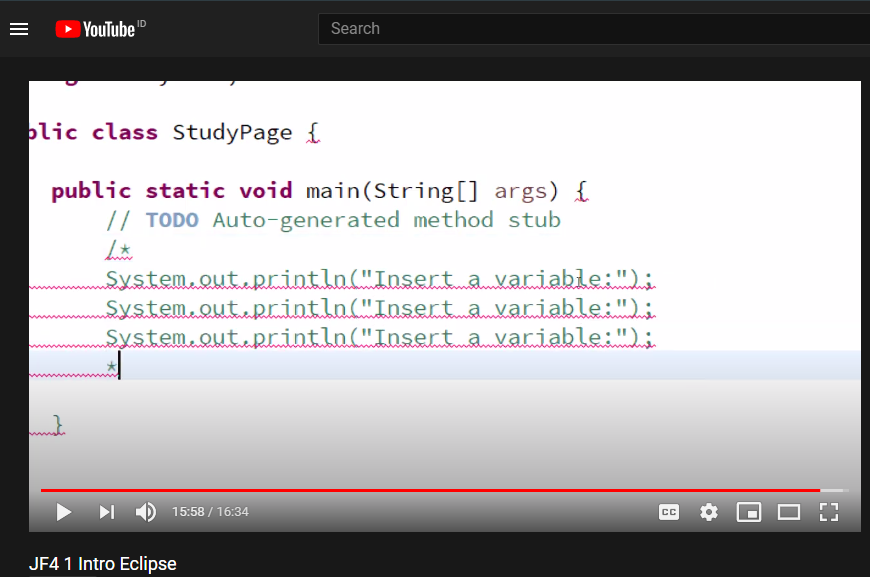 YouTube ID
Search
blic class StudyPage {
public static void main(String[] args) {
// TODO Auto-generated method stub
/*
System.out.println("Insert a variable:");
System.out.println("Insert a variable:");
System.out.println("Insert a variable:");
*
}
15:58 / 16:34
CC
JF4 1 Intro Eclipse